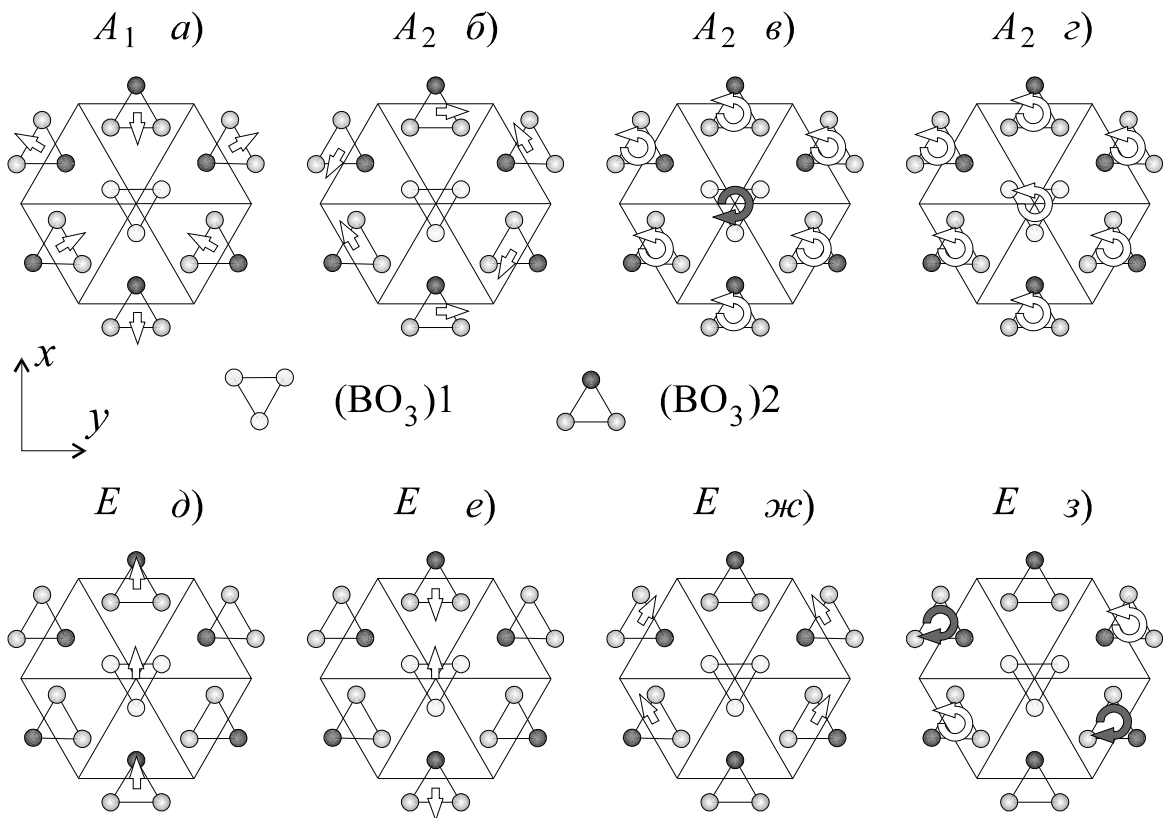 A₁ а) A₂ б) A₂ в) A₂ г)
x
y
(BO₃)1 (BO₃)2
E д) E е) E ж) E з)